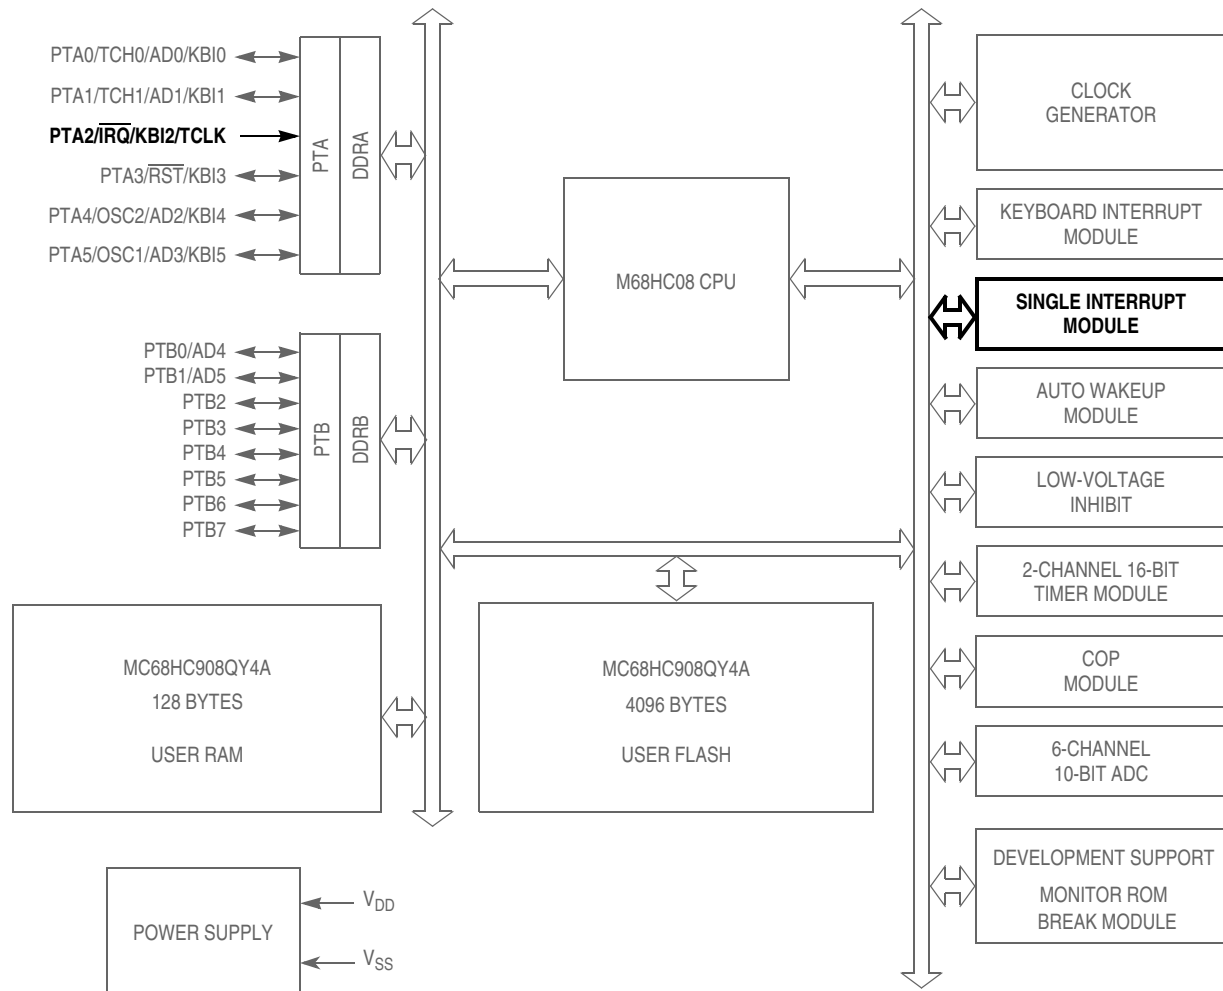 PTA0/TCH0/AD0/KBI0
PTA1/TCH1/AD1/KBI1
PTA2/I̅R̅Q̅/KBI2/TCLK
PTA3/R̅S̅T̅/KBI3
PTA4/OSC2/AD2/KBI4
PTA5/OSC1/AD3/KBI5
PTA
DDRA
PTB0/AD4
PTB1/AD5
PTB2
PTB3
PTB4
PTB5
PTB6
PTB7
PTB
DDRB
M68HC08 CPU
MC68HC908QY4A
128 BYTES
USER RAM
MC68HC908QY4A
4096 BYTES
USER FLASH
POWER SUPPLY
V_DD
V_SS
CLOCK
GENERATOR
KEYBOARD INTERRUPT
MODULE
SINGLE INTERRUPT
MODULE
AUTO WAKEUP
MODULE
LOW-VOLTAGE
INHIBIT
2-CHANNEL 16-BIT
TIMER MODULE
COP
MODULE
6-CHANNEL
10-BIT ADC
DEVELOPMENT SUPPORT
MONITOR ROM
BREAK MODULE